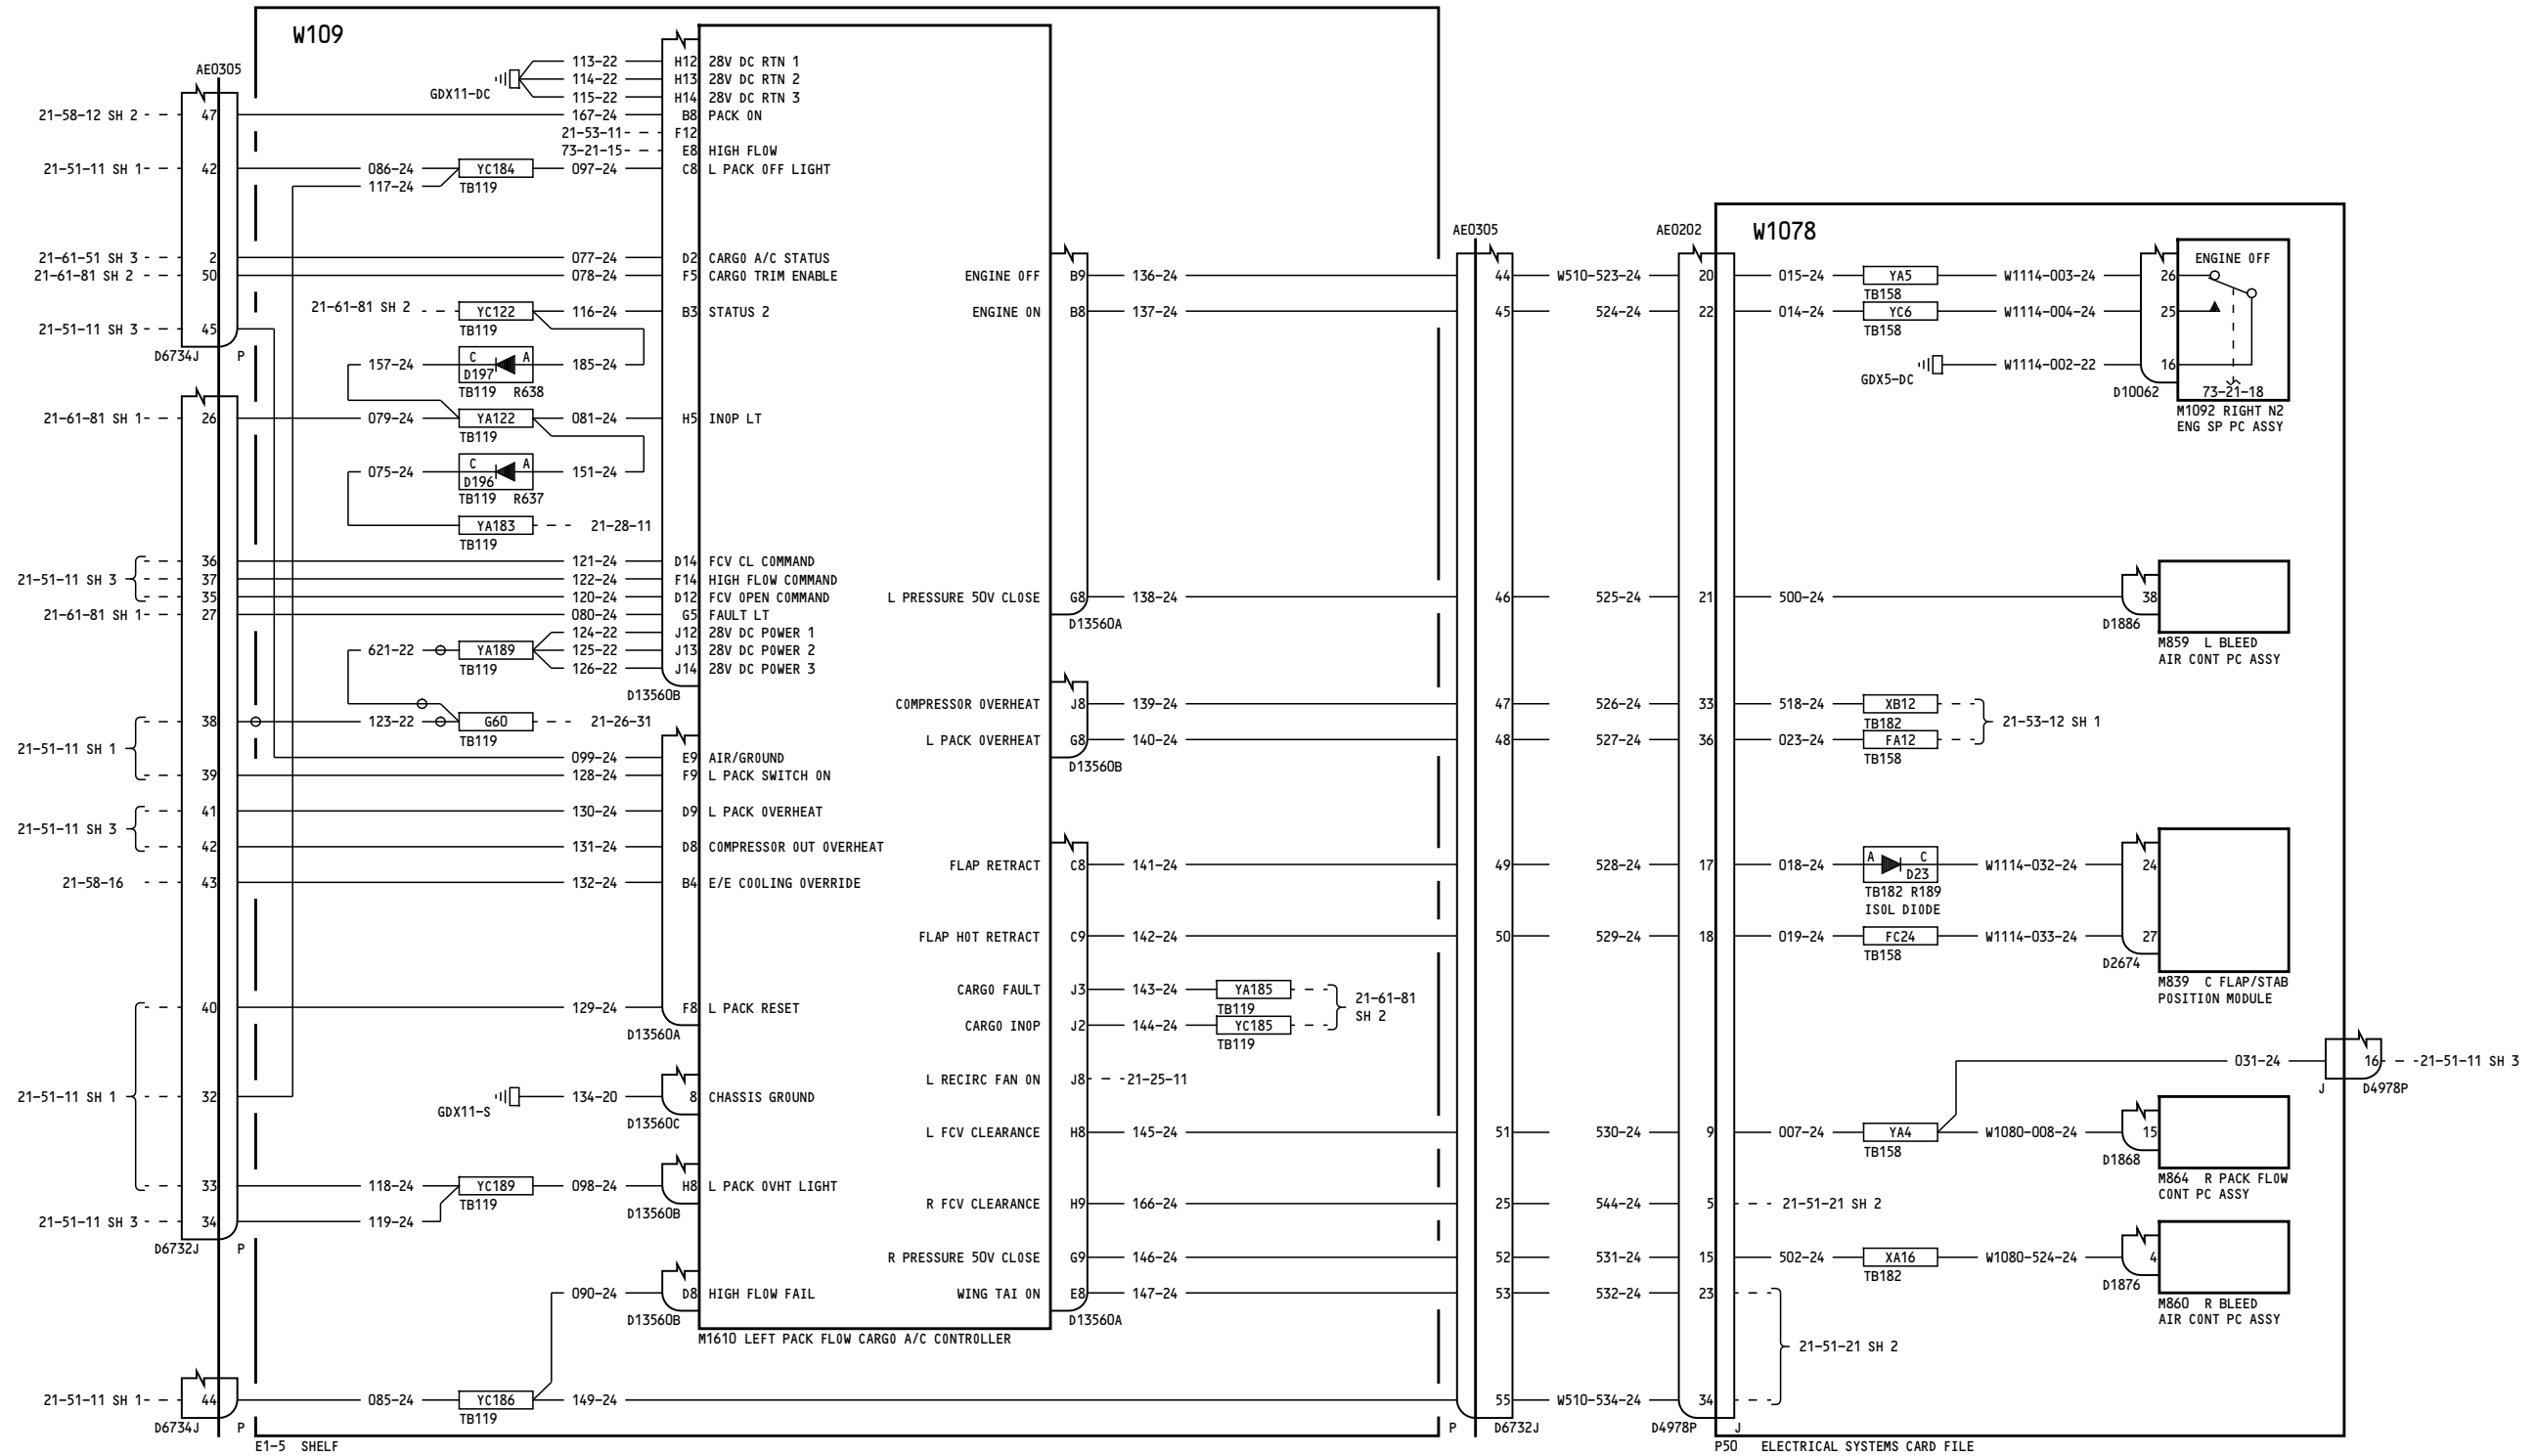 W109
AE0305
21-58-12 SH 2
47
21-51-11 SH 1
42
21-61-51 SH 3
2
21-61-81 SH 2
50
21-51-11 SH 3
45
D6734J P
21-61-81 SH 1
26
36
21-51-11 SH 3
37
35
21-61-81 SH 1
27
38
21-51-11 SH 1
39
41
21-51-11 SH 3
42
21-58-16
43
40
21-51-11 SH 1
32
33
21-51-11 SH 3
34
D6732J P
21-51-11 SH 1
44
D6734J P
E1-5 SHELF
GDX11-DC
113-22 H12 28V DC RTN 1
114-22 H13 28V DC RTN 2
115-22 H14 28V DC RTN 3
167-24 B8 PACK ON
21-53-11 F12
73-21-15 E8 HIGH FLOW
086-24 YC184 097-24 C8 L PACK OFF LIGHT
117-24 TB119
077-24 D2 CARGO A/C STATUS
078-24 F5 CARGO TRIM ENABLE
21-61-81 SH 2 YC122 116-24 B3 STATUS 2
TB119
157-24 C A D197 185-24
TB119 R638
079-24 YA122 081-24 H5 INOP LT
TB119
075-24 C A D196 151-24
TB119 R637
YA183 21-28-11
TB119
121-24 D14 FCV CL COMMAND
122-24 F14 HIGH FLOW COMMAND
120-24 D12 FCV OPEN COMMAND
080-24 G5 FAULT LT
124-22 J12 28V DC POWER 1
621-22 YA189 125-22 J13 28V DC POWER 2
TB119 126-22 J14 28V DC POWER 3
D13560B
123-22 G60 21-26-31
TB119
099-24 E9 AIR/GROUND
128-24 F9 L PACK SWITCH ON
130-24 D9 L PACK OVERHEAT
131-24 D8 COMPRESSOR OUT OVERHEAT
132-24 B4 E/E COOLING OVERRIDE
129-24 F8 L PACK RESET
D13560A
GDX11-S
134-20 8 CHASSIS GROUND
D13560C
118-24 YC189 098-24 H8 L PACK OVHT LIGHT
119-24 TB119
D13560B
090-24 D8 HIGH FLOW FAIL
D13560B
085-24 YC186 149-24
TB119
M1610 LEFT PACK FLOW CARGO A/C CONTROLLER
ENGINE OFF B9 136-24
ENGINE ON B8 137-24
L PRESSURE 50V CLOSE G8 138-24
D13560A
COMPRESSOR OVERHEAT J8 139-24
L PACK OVERHEAT G8 140-24
D13560B
FLAP RETRACT C8 141-24
FLAP HOT RETRACT C9 142-24
CARGO FAULT J3 143-24 YA185
TB119
CARGO INOP J2 144-24 YC185
TB119
21-61-81
SH 2
L RECIRC FAN ON J8 21-25-11
L FCV CLEARANCE H8 145-24
R FCV CLEARANCE H9 166-24
R PRESSURE 50V CLOSE G9 146-24
WING TAI ON E8 147-24
D13560A
AE0305
AE0202
W1078
44 W510-523-24 20 015-24 YA5 W1114-003-24 26
TB158
45 524-24 22 014-24 YC6 W1114-004-24 25
TB158
ENGINE OFF
GDX5-DC W1114-002-22 16
D10062 73-21-18
M1092 RIGHT N2
ENG SP PC ASSY
46 525-24 21 500-24 38
D1886
M859 L BLEED
AIR CONT PC ASSY
47 526-24 33 518-24 XB12
TB182
21-53-12 SH 1
48 527-24 36 023-24 FA12
TB158
49 528-24 17 018-24 A C D23 W1114-032-24 24
TB182 R189
ISOL DIODE
50 529-24 18 019-24 FC24 W1114-033-24 27
TB158
D2674
M839 C FLAP/STAB
POSITION MODULE
031-24 16 21-51-11 SH 3
J D4978P
51 530-24 9 007-24 YA4 W1080-008-24 15
TB158
D1868
M864 R PACK FLOW
CONT PC ASSY
25 544-24 5 21-51-21 SH 2
52 531-24 15 502-24 XA16 W1080-524-24 4
TB182
D1876
M860 R BLEED
AIR CONT PC ASSY
53 532-24 23
21-51-21 SH 2
55 W510-534-24 34
P D6732J D4978P J
P50 ELECTRICAL SYSTEMS CARD FILE